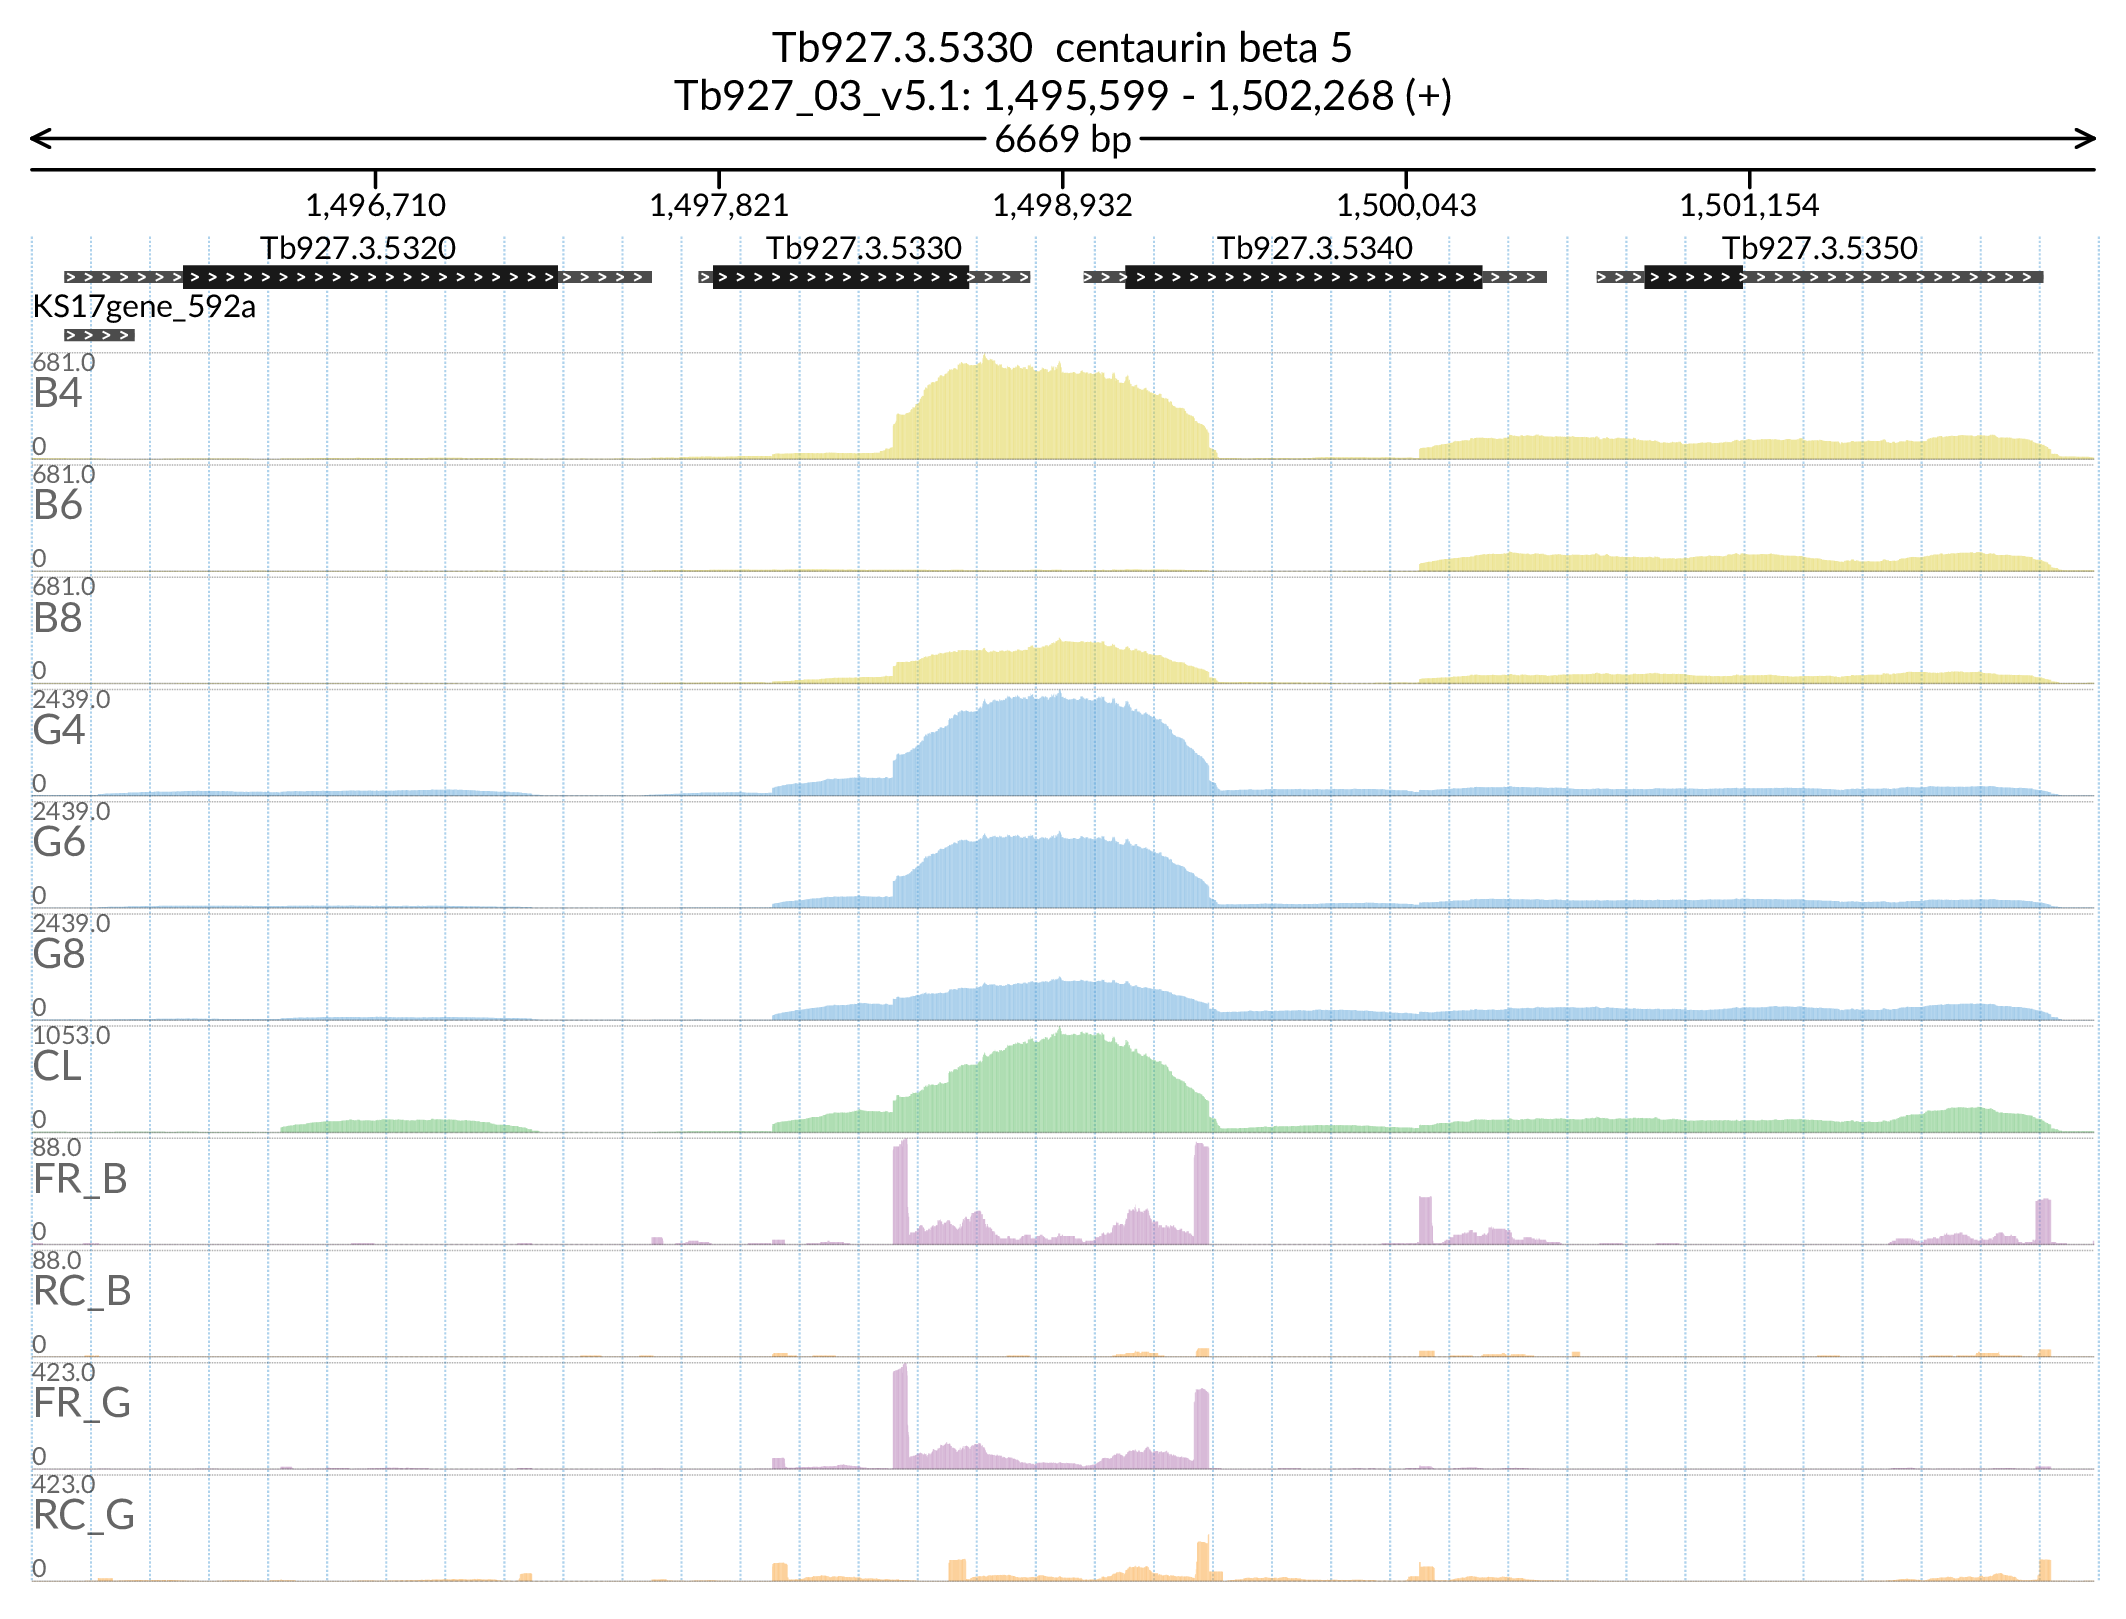 Tb927.3.5330  centaurin beta 5
Tb927_03_v5.1: 1,495,599 - 1,502,268 (+)
6669 bp
1,496,710 1,497,821 1,498,932 1,500,043 1,501,154
Tb927.3.5320 Tb927.3.5330 Tb927.3.5340 Tb927.3.5350
KS17gene_592a
681.0
B4
0
681.0
B6
0
681.0
B8
0
2439.0
G4
0
2439.0
G6
0
2439.0
G8
0
1053.0
CL
0
88.0
FR_B
0
88.0
RC_B
0
423.0
FR_G
0
423.0
RC_G
0